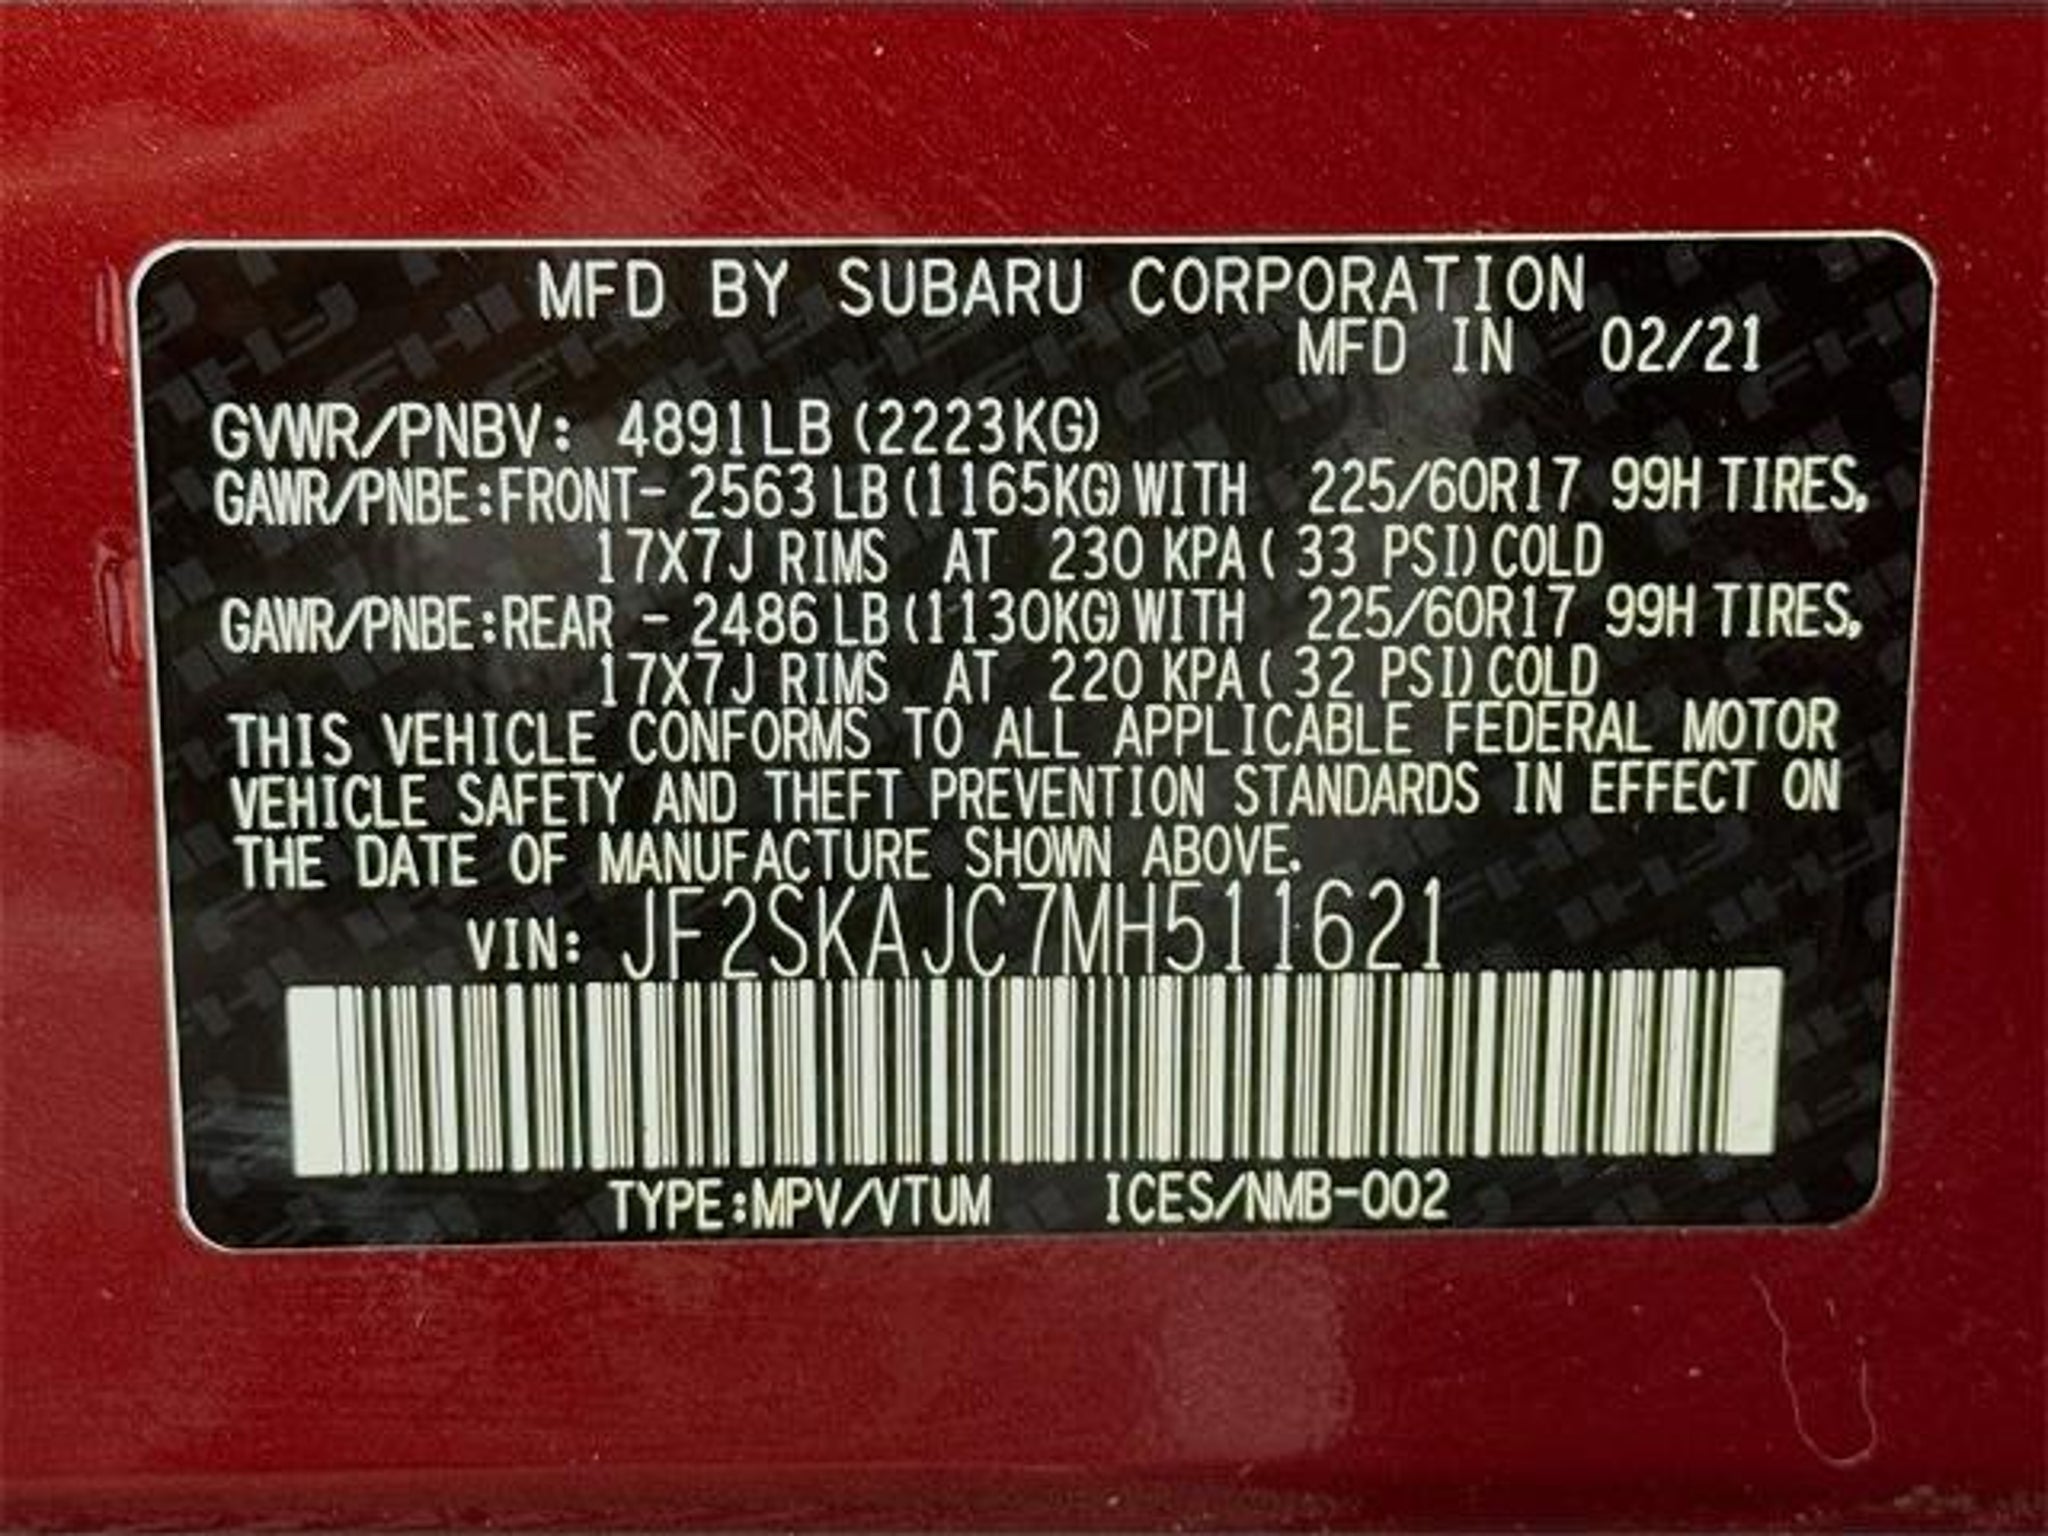 MFD BY SUBARU CORPORATION
MFD IN 02/21
GVWR/PNBV: 4891LB (2223KG)
GAWR/PNBE:FRONT- 2563 LB (1165KG) WITH 225/60R17 99H TIRES,
17X7J RIMS AT 230 KPA ( 33 PSI) COLD
GAWR/PNBE:REAR - 2486 LB (1130KG) WITH 225/60R17 99H TIRES,
17X7J RIMS AT 220 KPA ( 32 PSI) COLD
THIS VEHICLE CONFORMS TO ALL APPLICABLE FEDERAL MOTOR
VEHICLE SAFETY AND THEFT PREVENTION STANDARDS IN EFFECT ON
THE DATE OF MANUFACTURE SHOWN ABOVE.
VIN: JF2SKAJC7MH511621
TYPE:MPV/VTUM ICES/NMB-002